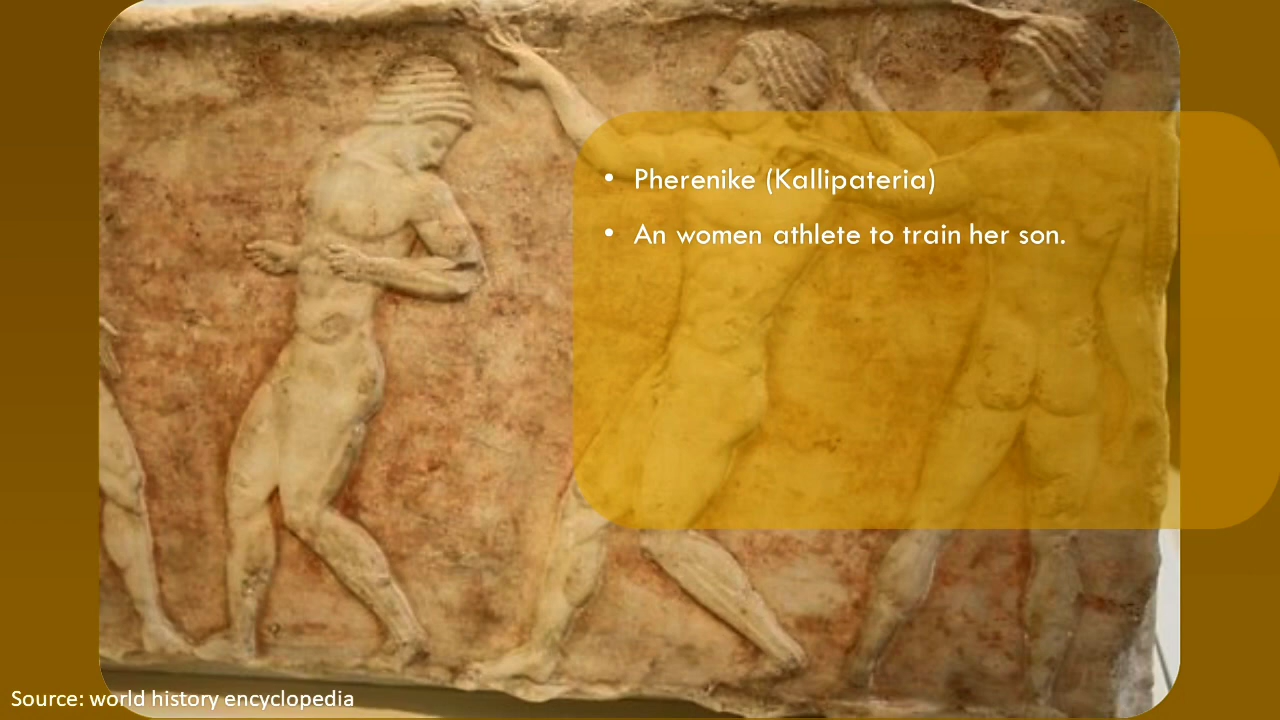 • Pherenike (Kallipateria)
• An women athlete to train her son.
Source: world history encyclopedia